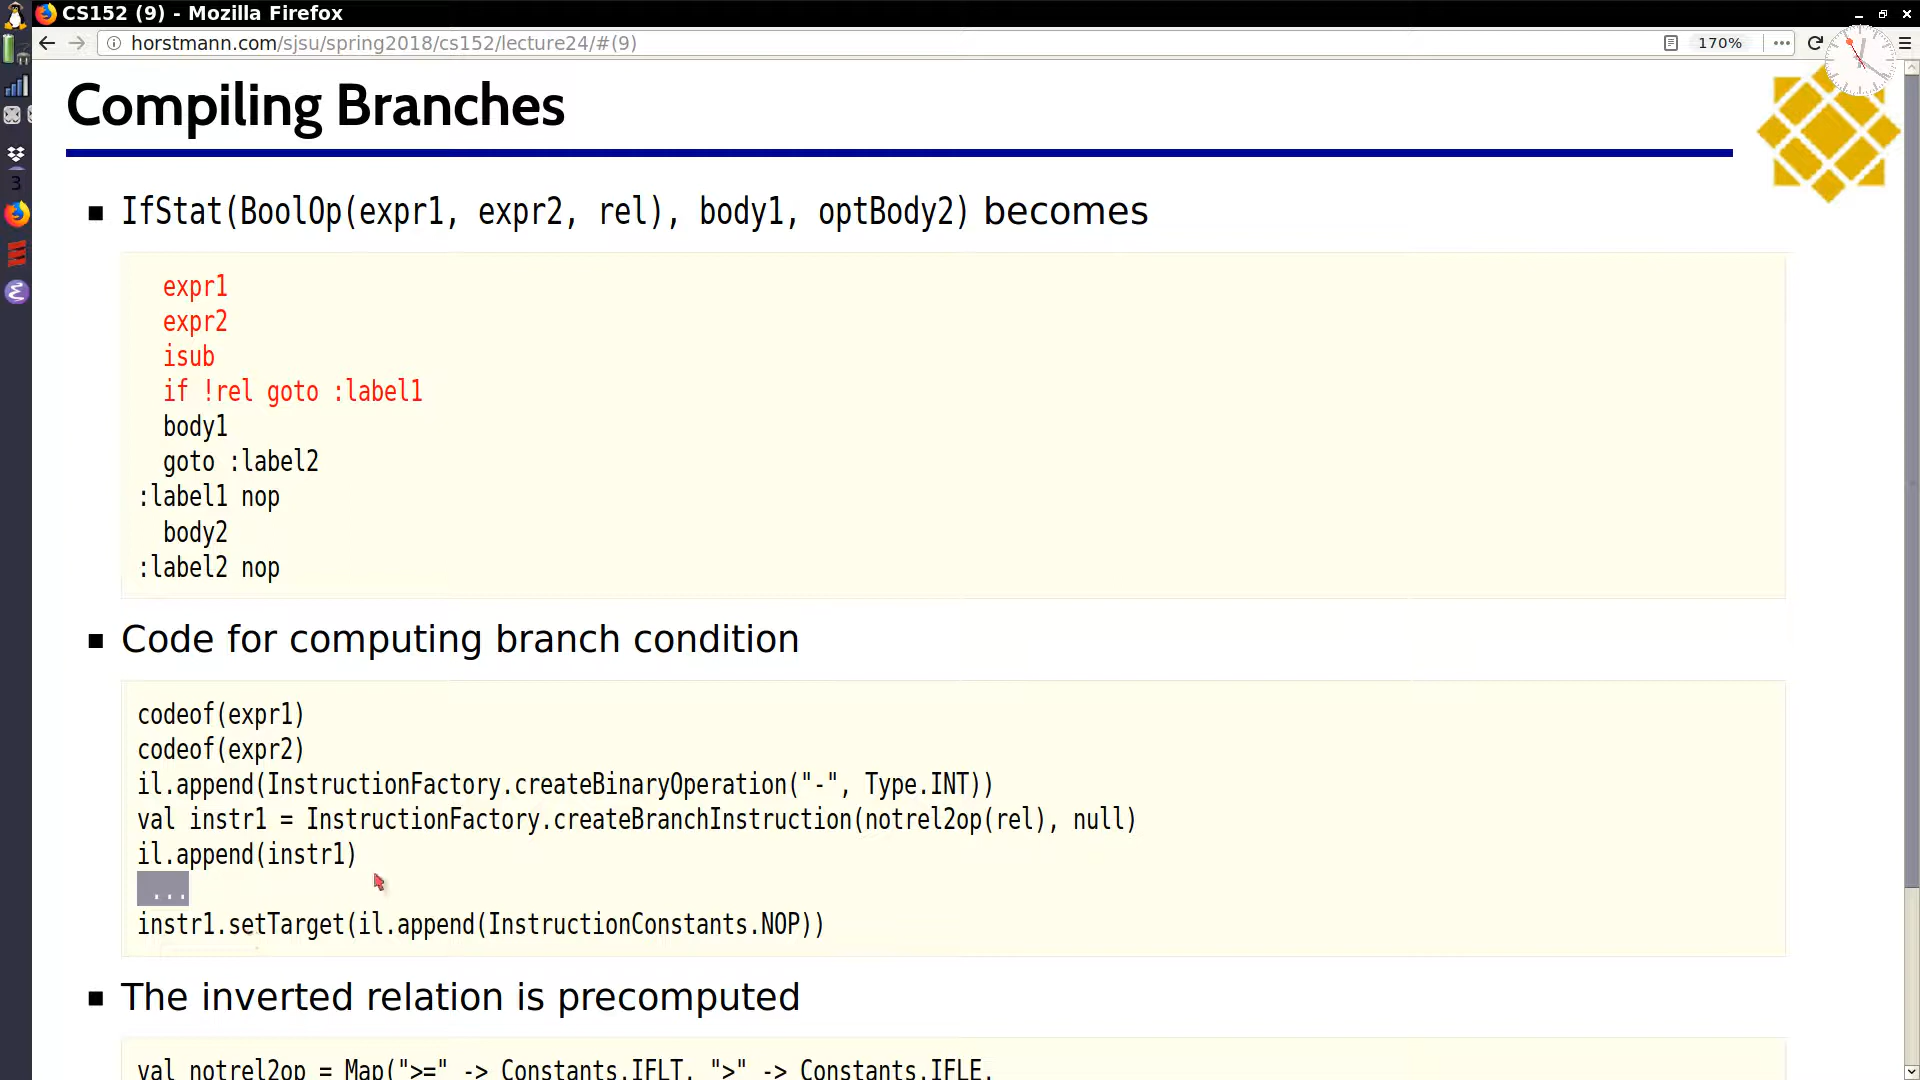 CS152 (9) - Mozilla Firefox
horstmann.com/sjsu/spring2018/cs152/lecture24/#(9)
170%
3
Compiling Branches
IfStat(BoolOp(expr1, expr2, rel), body1, optBody2) becomes
expr1
expr2
isub
if !rel goto :label1
body1
goto :label2
:label1 nop
body2
:label2 nop
Code for computing branch condition
codeof(expr1)
codeof(expr2)
il.append(InstructionFactory.createBinaryOperation("-", Type.INT))
val instr1 = InstructionFactory.createBranchInstruction(notrel2op(rel), null)
il.append(instr1)
...
instr1.setTarget(il.append(InstructionConstants.NOP))
The inverted relation is precomputed
val notrel2op = Map(">=" -> Constants.IFLT, ">" -> Constants.IFLE,